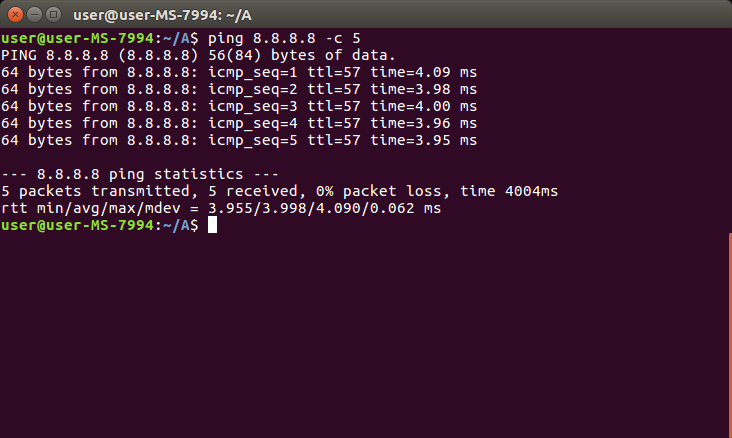 user@user-MS-7994: ~/A
user@user-MS-7994:~/A$ ping 8.8.8.8 -c 5
PING 8.8.8.8 (8.8.8.8) 56(84) bytes of data.
64 bytes from 8.8.8.8: icmp_seq=1 ttl=57 time=4.09 ms
64 bytes from 8.8.8.8: icmp_seq=2 ttl=57 time=3.98 ms
64 bytes from 8.8.8.8: icmp_seq=3 ttl=57 time=4.00 ms
64 bytes from 8.8.8.8: icmp_seq=4 ttl=57 time=3.96 ms
64 bytes from 8.8.8.8: icmp_seq=5 ttl=57 time=3.95 ms

--- 8.8.8.8 ping statistics ---
5 packets transmitted, 5 received, 0% packet loss, time 4004ms
rtt min/avg/max/mdev = 3.955/3.998/4.090/0.062 ms
user@user-MS-7994:~/A$